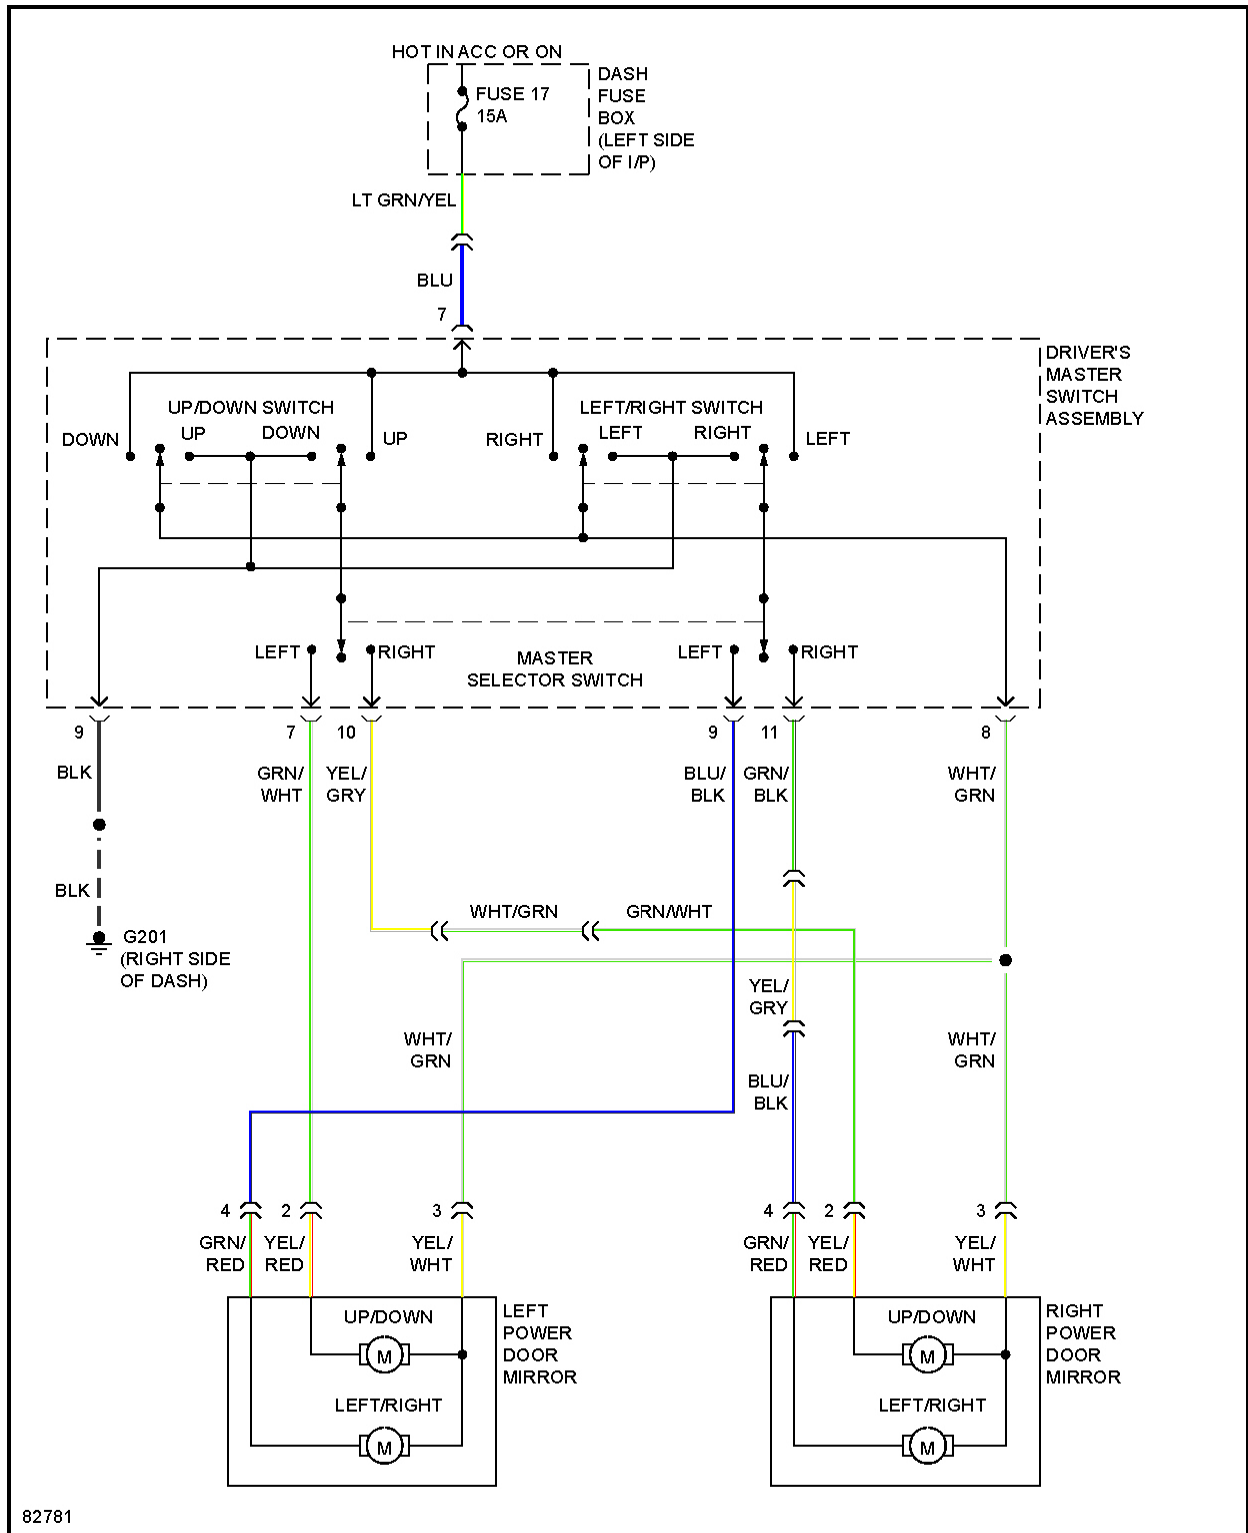 HOT IN ACC OR ON
FUSE 17
15A
DASH
FUSE
BOX
(LEFT SIDE
OF I/P)
LT GRN/YEL
BLU
7
DRIVER'S
MASTER
SWITCH
ASSEMBLY
UP/DOWN SWITCH
LEFT/RIGHT SWITCH
DOWN
UP
DOWN
UP
RIGHT
LEFT
RIGHT
LEFT
LEFT
RIGHT
MASTER
SELECTOR SWITCH
LEFT
RIGHT
9
7
10
9
11
8
BLK
GRN/
WHT
YEL/
GRY
BLU/
BLK
GRN/
BLK
WHT/
GRN
BLK
G201
(RIGHT SIDE
OF DASH)
WHT/GRN
GRN/WHT
YEL/
GRY
WHT/
GRN
WHT/
GRN
BLU/
BLK
4
2
3
4
2
3
GRN/
RED
YEL/
RED
YEL/
WHT
GRN/
RED
YEL/
RED
YEL/
WHT
UP/DOWN
M
LEFT/RIGHT
M
LEFT
POWER
DOOR
MIRROR
UP/DOWN
M
LEFT/RIGHT
M
RIGHT
POWER
DOOR
MIRROR
82781